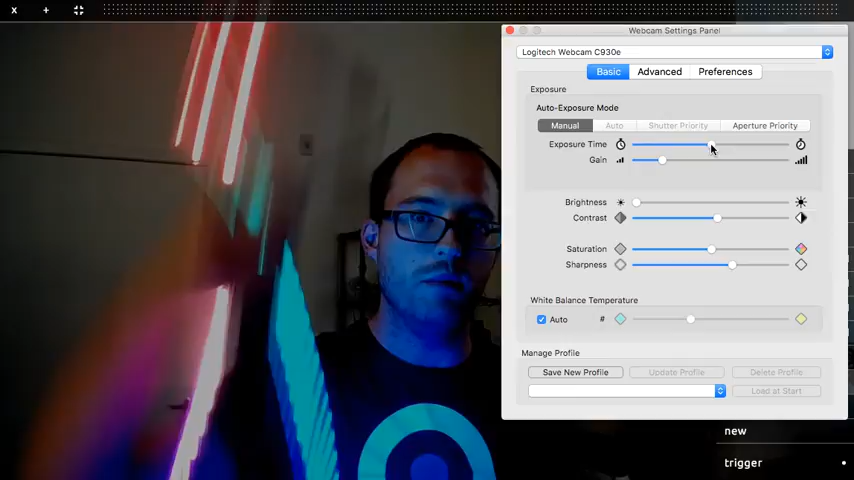 x + 
Webcam Settings Panel
Logitech Webcam C930e
Basic Advanced Preferences
Exposure
Auto-Exposure Mode
Manual Auto Shutter Priority Aperture Priority
Exposure Time
Gain
Brightness
Contrast
Saturation
Sharpness
White Balance Temperature
Auto #
Manage Profile
Save New Profile Update Profile Delete Profile
Load at Start
new
trigger